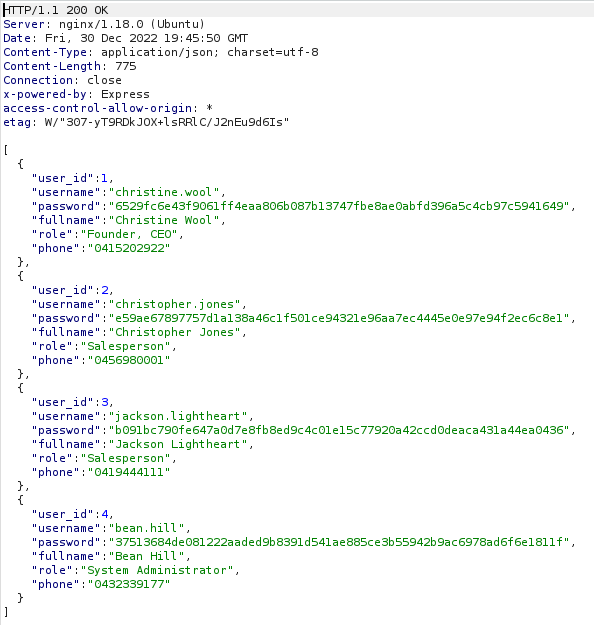 HTTP/1.1 200 OK
Server: nginx/1.18.0 (Ubuntu)
Date: Fri, 30 Dec 2022 19:45:50 GMT
Content-Type: application/json; charset=utf-8
Content-Length: 775
Connection: close
x-powered-by: Express
access-control-allow-origin: *
etag: W/"307-yT9RDkJOX+lsRRlC/J2nEu9d6Is"
[
{
"user_id":1,
"username":"christine.wool",
"password":"6529fc6e43f9061ff4eaa806b087b13747fbe8ae0abfd396a5c4cb97c5941649",
"fullname":"Christine Wool",
"role":"Founder, CEO",
"phone":"0415202922"
},
{
"user_id":2,
"username":"christopher.jones",
"password":"e59ae67897757d1a138a46c1f501ce94321e96aa7ec4445e0e97e94f2ec6c8e1",
"fullname":"Christopher Jones",
"role":"Salesperson",
"phone":"0456980001"
},
{
"user_id":3,
"username":"jackson.lightheart",
"password":"b091bc790fe647a0d7e8fb8ed9c4c01e15c77920a42ccd0deaca431a44ea0436",
"fullname":"Jackson Lightheart",
"role":"Salesperson",
"phone":"0419444111"
},
{
"user_id":4,
"username":"bean.hill",
"password":"37513684de081222aaded9b8391d541ae885ce3b55942b9ac6978ad6f6e1811f",
"fullname":"Bean Hill",
"role":"System Administrator",
"phone":"0432339177"
}
]